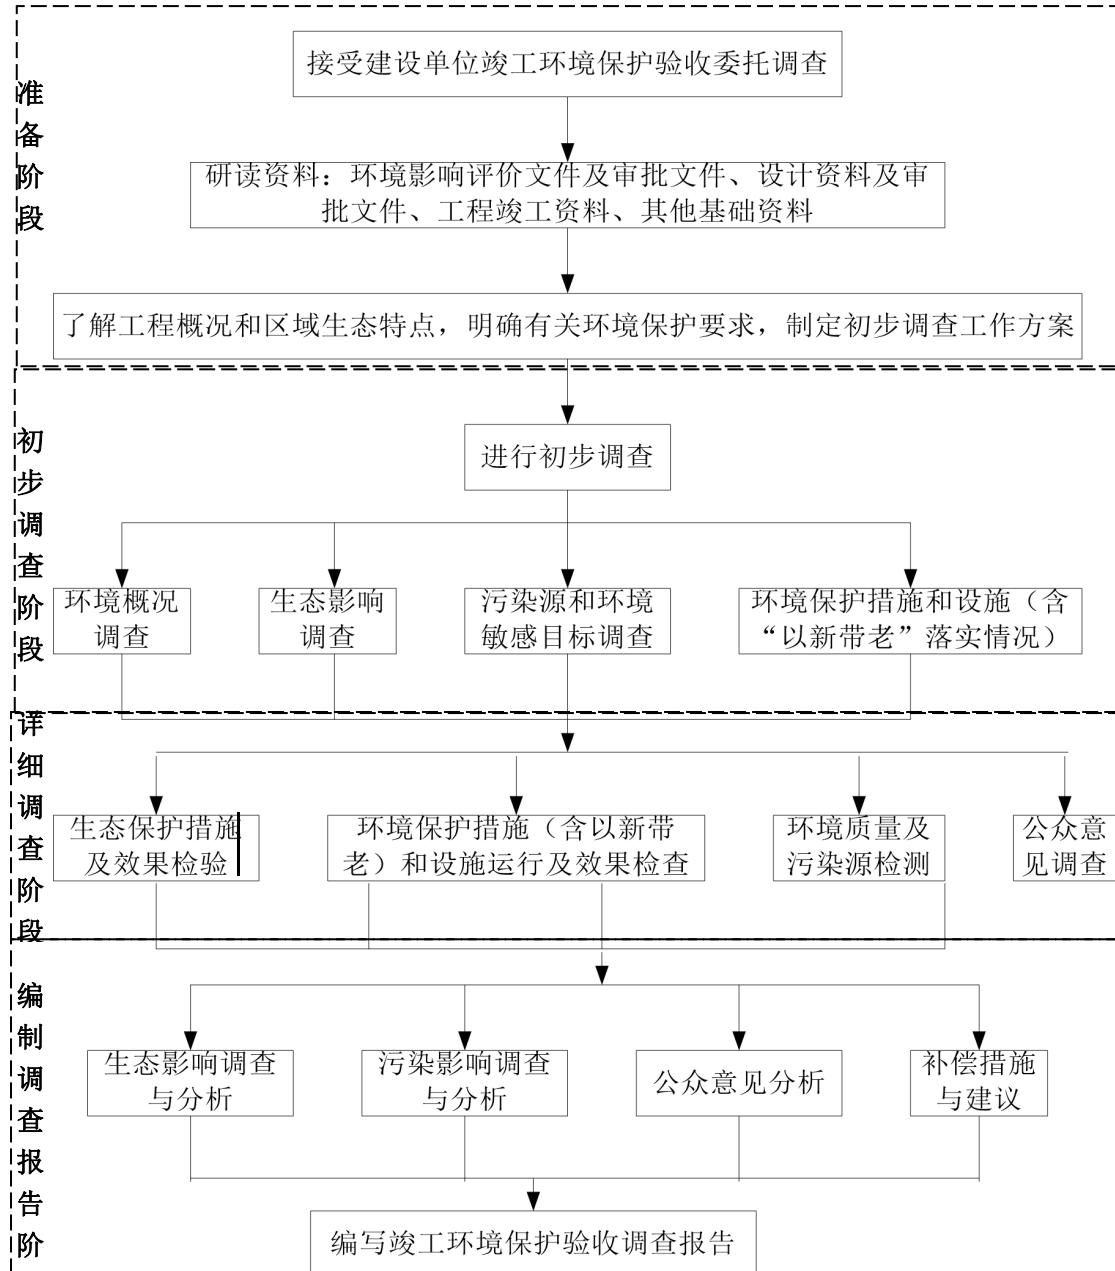 准备阶段
接受建设单位竣工环境保护验收委托调查
研读资料：环境影响评价文件及审批文件、设计资料及审
批文件、工程竣工资料、其他基础资料
了解工程概况和区域生态特点，明确有关环境保护要求，制定初步调查工作方案
初步调查阶段
进行初步调查
环境概况
调查
生态影响
调查
污染源和环境
敏感目标调查
环境保护措施和设施（含
“以新带老”落实情况）
详细调查阶段
生态保护措施
及效果检验
环境保护措施（含以新带
老）和设施运行及效果检查
环境质量及
污染源检测
公众意
见调查
编制调查报告阶
生态影响调查
与分析
污染影响调查
与分析
公众意见分析
补偿措施
与建议
编写竣工环境保护验收调查报告